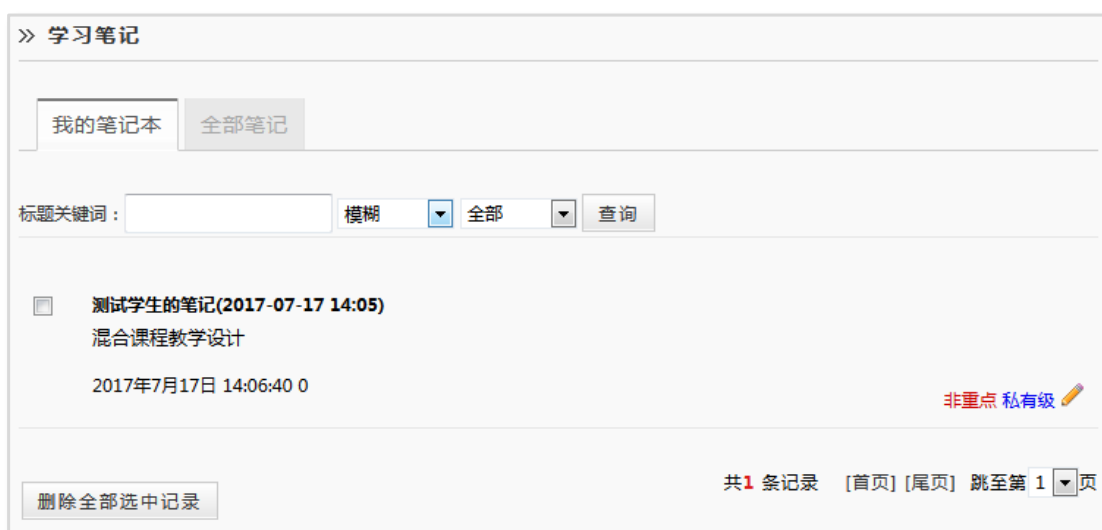 » 学习笔记
我的笔记本 全部笔记
标题关键词： 模糊 全部 查询
测试学生的笔记(2017-07-17 14:05)
混合课程教学设计
2017年7月17日 14:06:40 0
非重点 私有级
共1 条记录 [首页] [尾页] 跳至第 1 页
删除全部选中记录